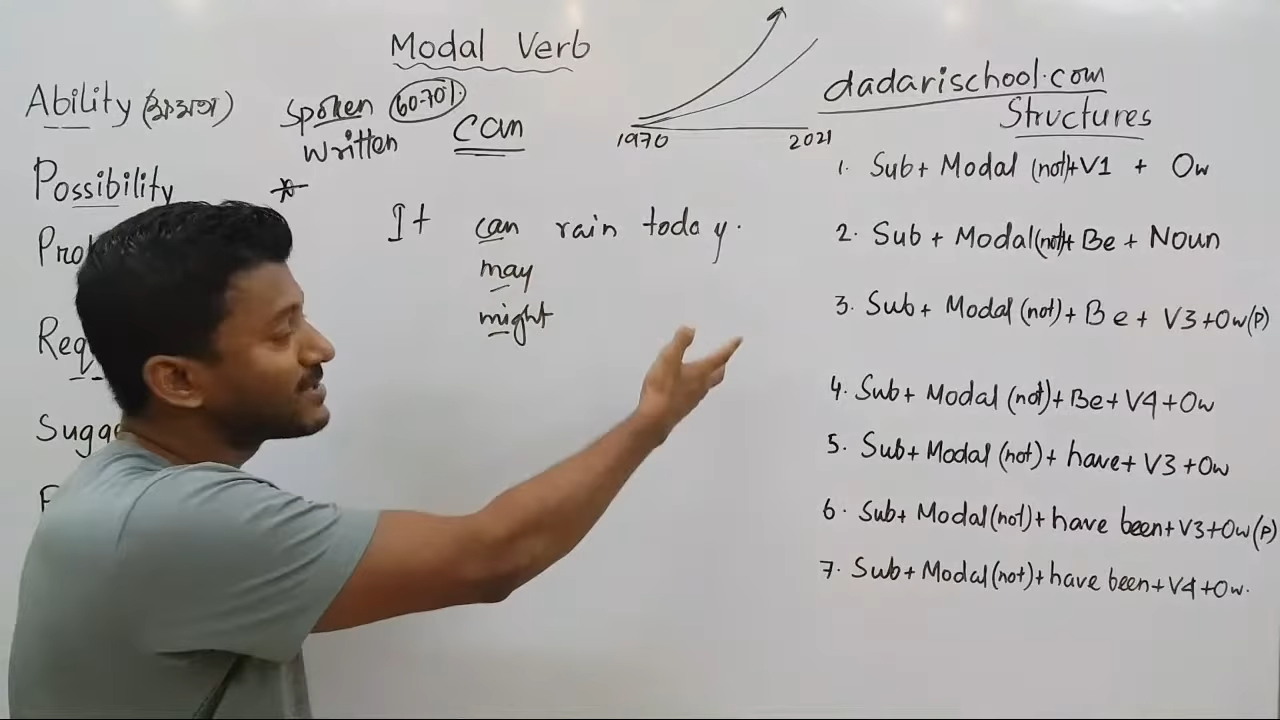 Modal Verb
Ability (ক্ষমতা)
Possibility
Spoken 60-70%
Written
can
1970
2021
It can rain today.
may
might
dadarischool.com
Structures
1. Sub+ Modal (not)+V1 + Ow
2. Sub + Modal(not)+ Be + Noun
3. Sub+ Modal (not)+ Be + V3+Ow(P)
4. Sub+ Modal (not)+Be+ V4+Ow
5. Sub+ Modal (not)+ have+ V3 +Ow
6. Sub+ Modal(not)+have been+V3+Ow(P)
7. Sub+Modal(not)+have been+V4+Ow.